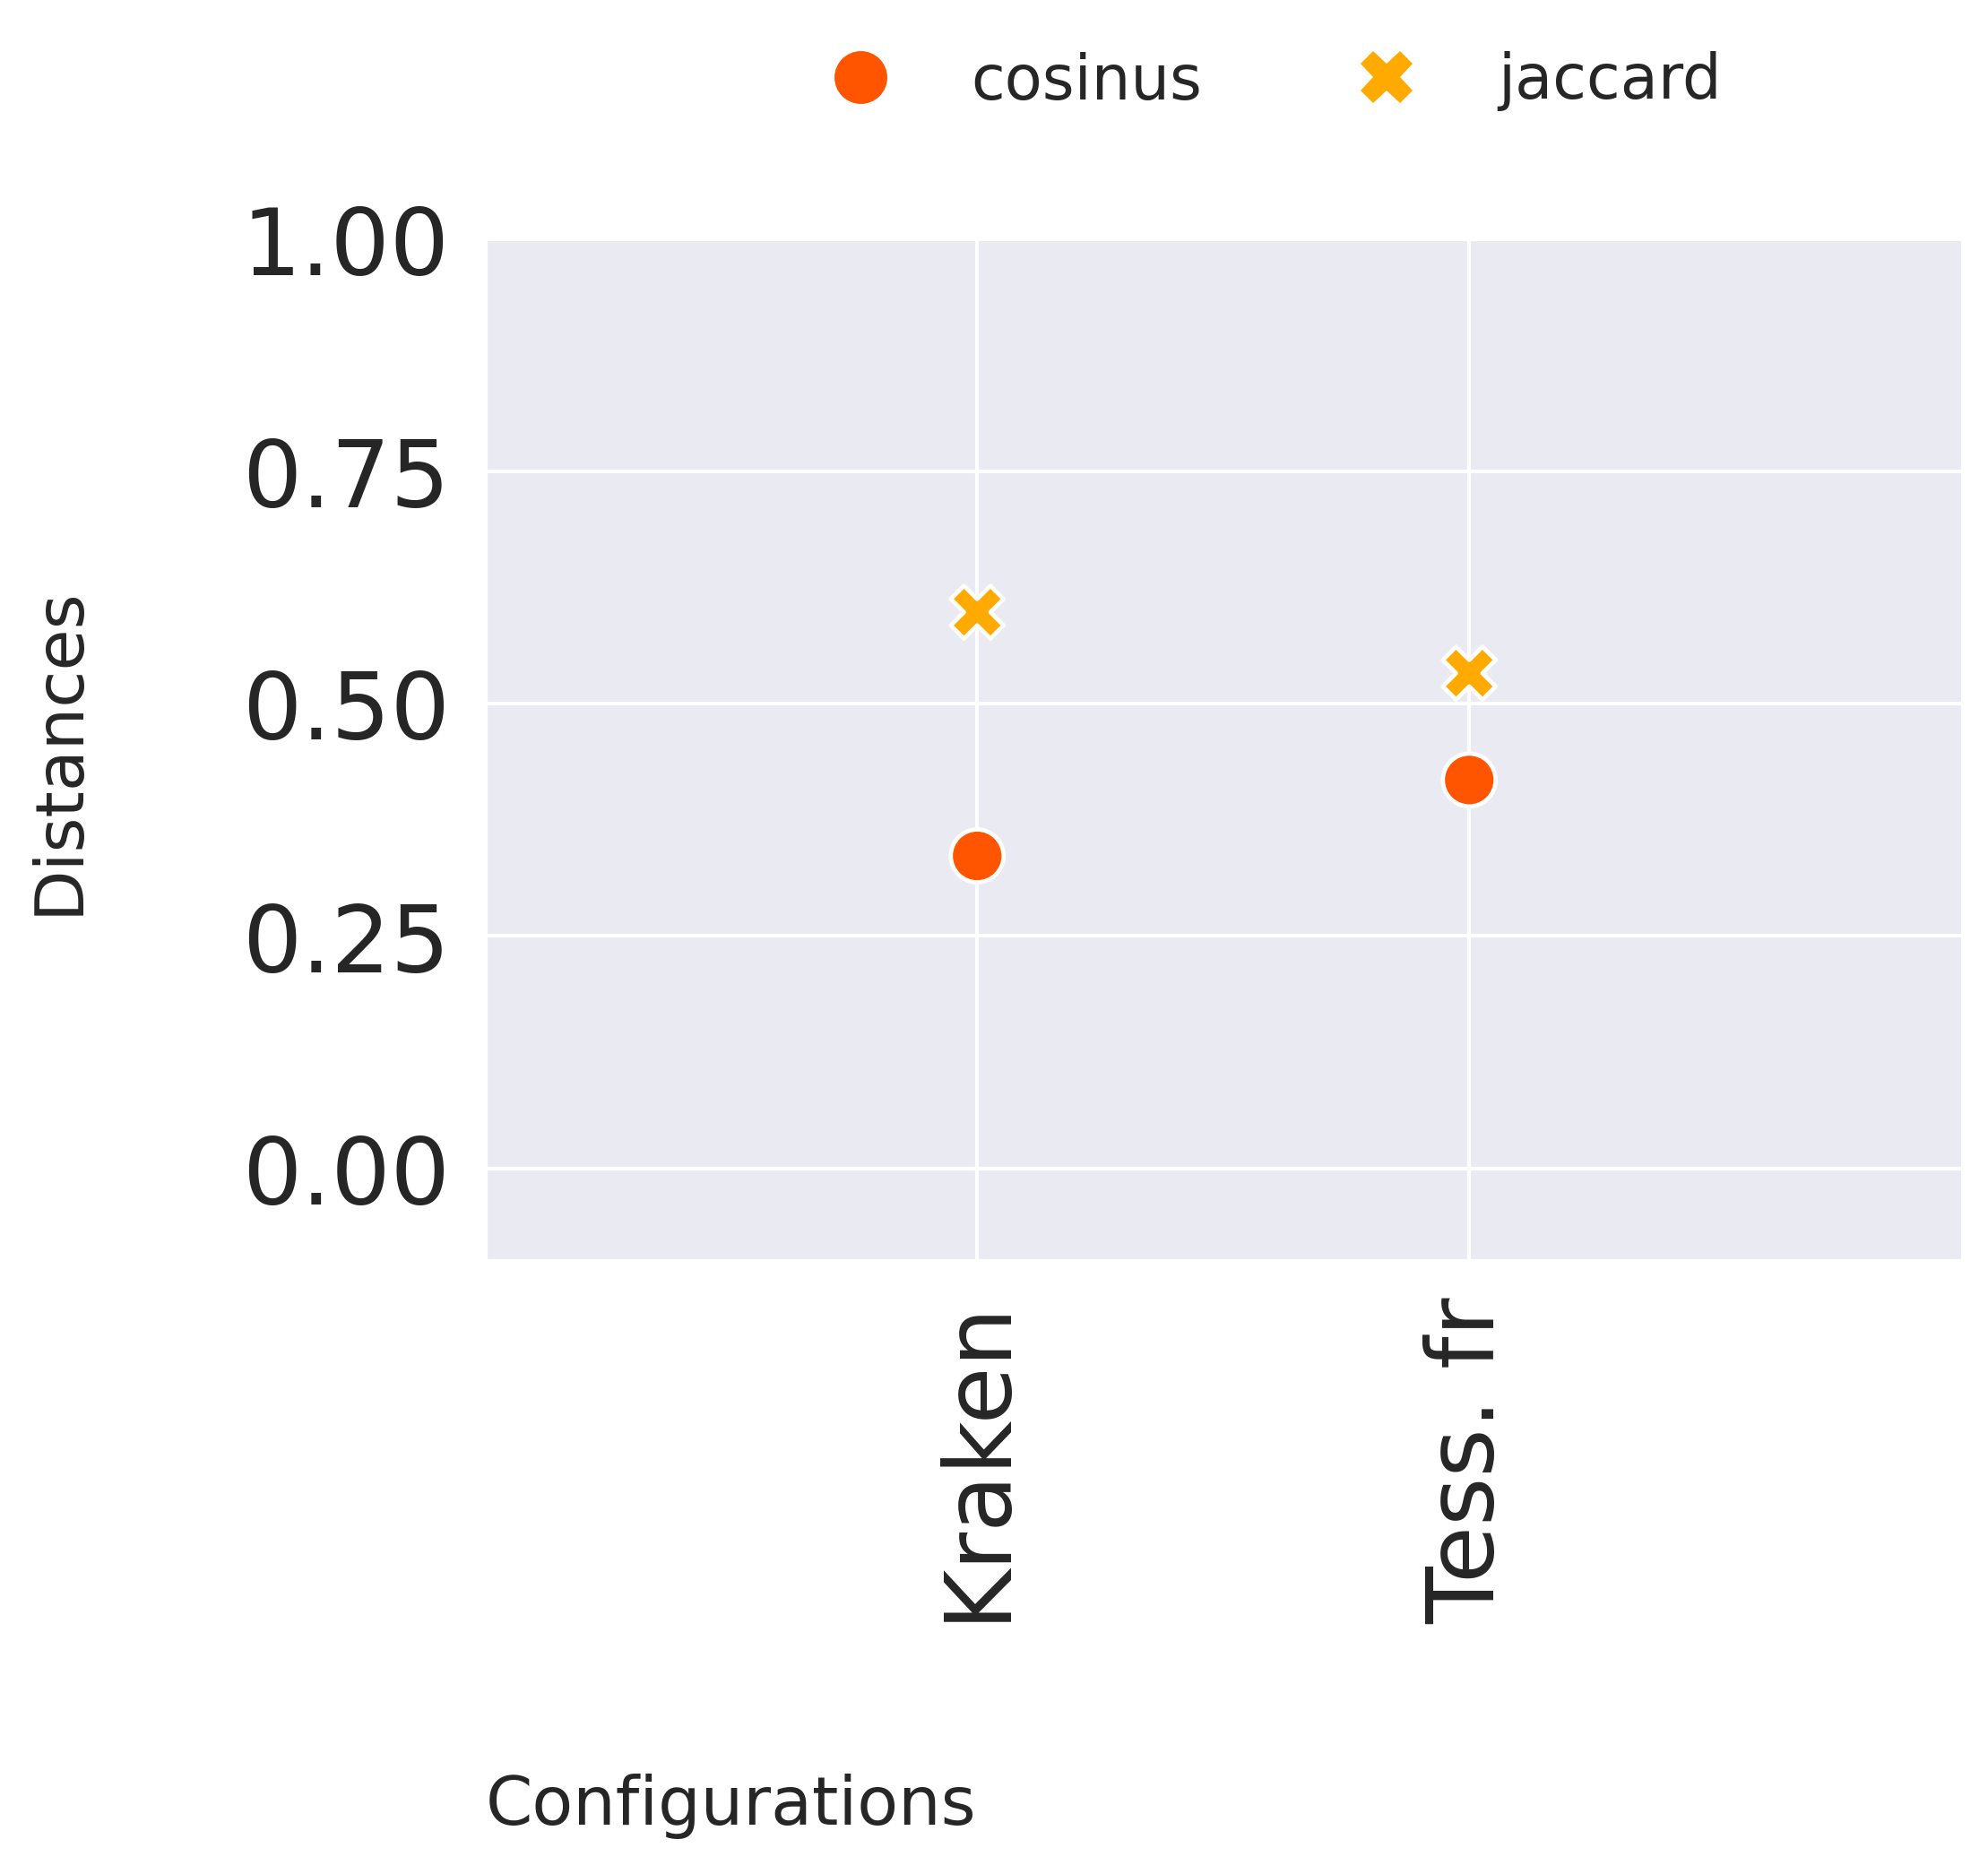 cosinus jaccard
1.00
0.75
0.50
0.25
0.00
Distances
Kraken
Tess. fr
Configurations